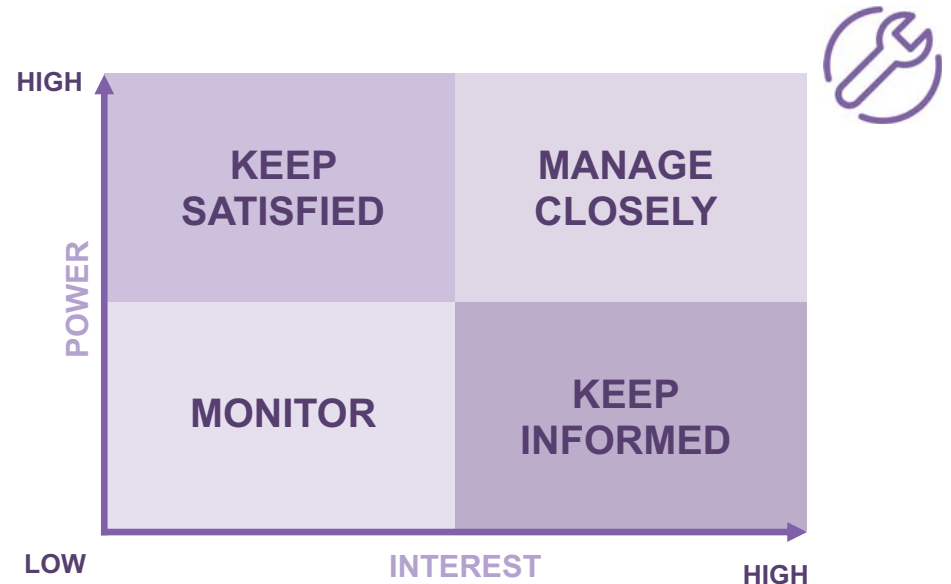 HIGH
KEEP
SATISFIED
MANAGE
CLOSELY
POWER
MONITOR
KEEP
INFORMED
LOW
INTEREST
HIGH